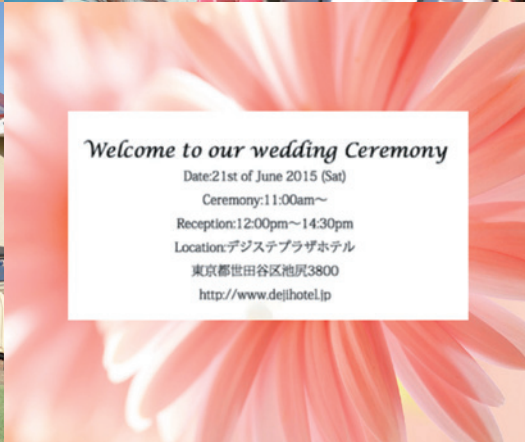 Welcome to our wedding Ceremony
Date:21st of June 2015 (Sat)
Ceremony:11:00am～
Reception:12:00pm～14:30pm
Location:デジステプラザホテル
東京都世田谷区池尻3800
http://www.dejihotel.jp